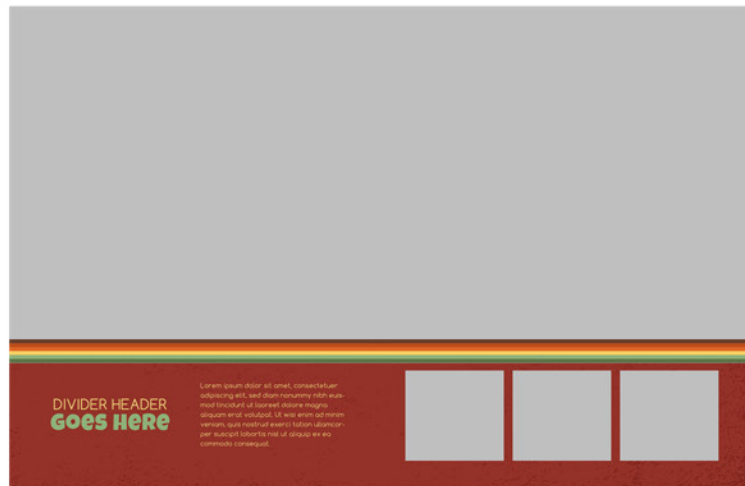 DIVIDER HEADER
GOES HERE
Lorem ipsum dolor sit amet, consectetuer
adipiscing elit, sed diam nonummy nibh euis-
mod tincidunt ut laoreet dolore magna
aliquam erat volutpat. Ut wisi enim ad minim
veniam, quis nostrud exerci tation ullamcor-
per suscipit lobortis nisl ut aliquip ex ea
commodo consequat.